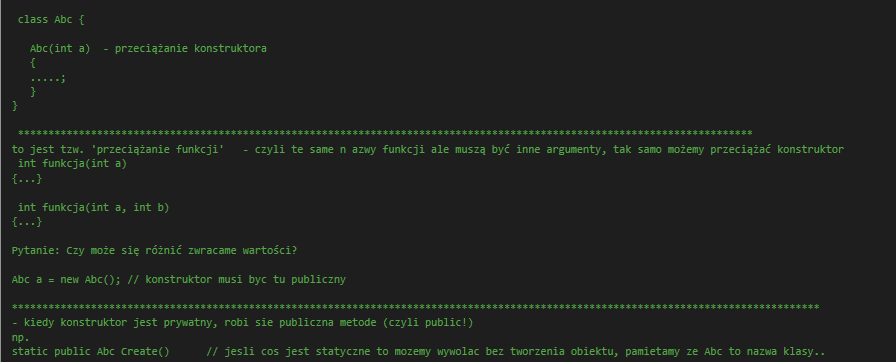 class Abc {
Abc(int a) - przeciążanie konstruktora
{
.....;
}
}
*************************************************************************************************************************
to jest tzw. 'przeciążanie funkcji' - czyli te same n azwy funkcji ale muszą być inne argumenty, tak samo możemy przeciążać konstruktor
int funkcja(int a)
{...}
int funkcja(int a, int b)
{...}
Pytanie: Czy może się różnić zwracame wartości?
Abc a = new Abc(); // konstruktor musi byc tu publiczny
*************************************************************************************************************************************
- kiedy konstruktor jest prywatny, robi sie publiczna metode (czyli public!)
np.
static public Abc Create() // jesli cos jest statyczne to mozemy wywolac bez tworzenia obiektu, pamietamy ze Abc to nazwa klasy..